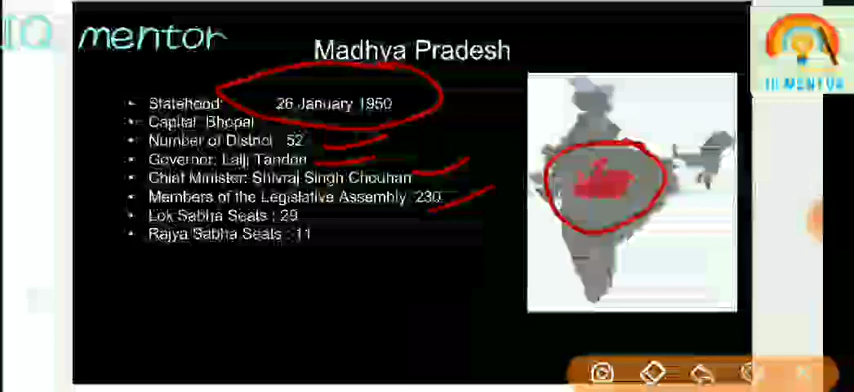 IQ mentor
Madhya Pradesh
• Statehood: 26 January 1950
• Capital: Bhopal
• Number of District 52
• Governor: Lalji Tandon
• Chief Minister: Shivraj Singh Chouhan
• Members of the Legislative Assembly 230
• Lok Sabha Seats : 29
• Rajya Sabha Seats : 11